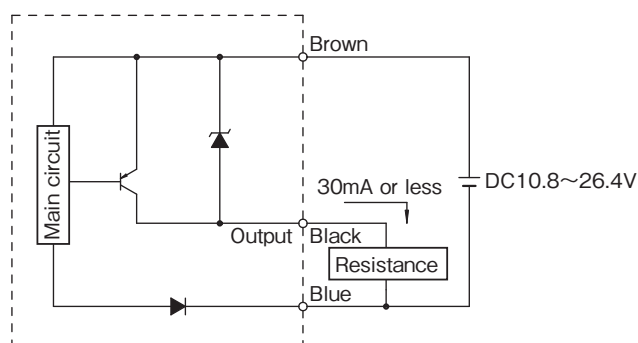 Brown
Main circuit
DC10.8～26.4V
30mA or less
Output
Black
Resistance
Blue